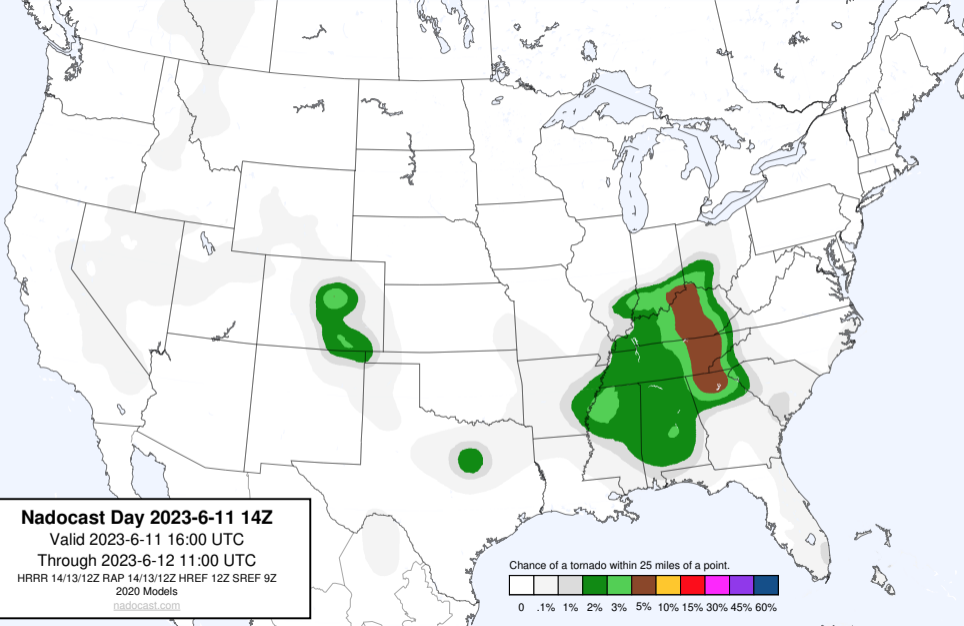 Nadocast Day 2023-6-11 14Z
Valid 2023-6-11 16:00 UTC
Through 2023-6-12 11:00 UTC
HRRR 14/13/12Z RAP 14/13/12Z HREF 12Z SREF 9Z
2020 Models
nadocast.com
Chance of a tornado within 25 miles of a point.
0 .1% 1% 2% 3% 5% 10% 15% 30% 45% 60%